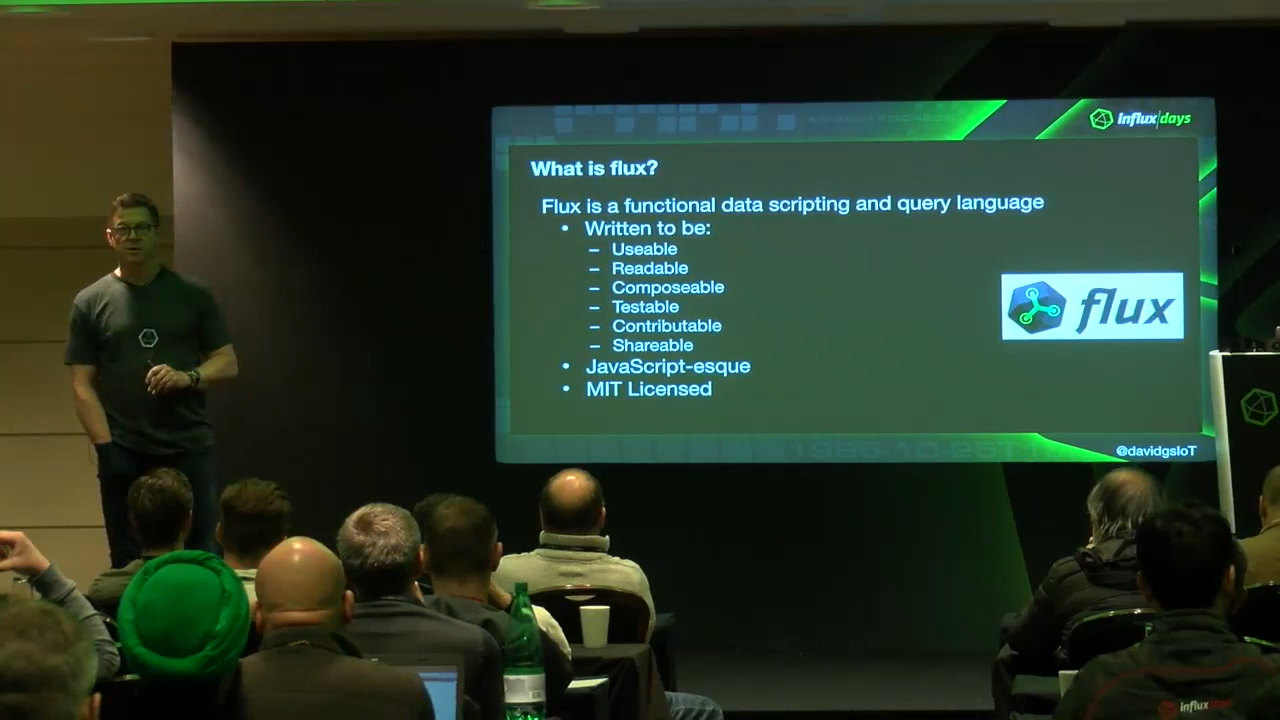 influx|days
What is flux?
Flux is a functional data scripting and query language
• Written to be:
– Useable
– Readable
– Composeable
– Testable
– Contributable
– Shareable
• JavaScript-esque
• MIT Licensed
flux
@davidgsIoT
influxdays